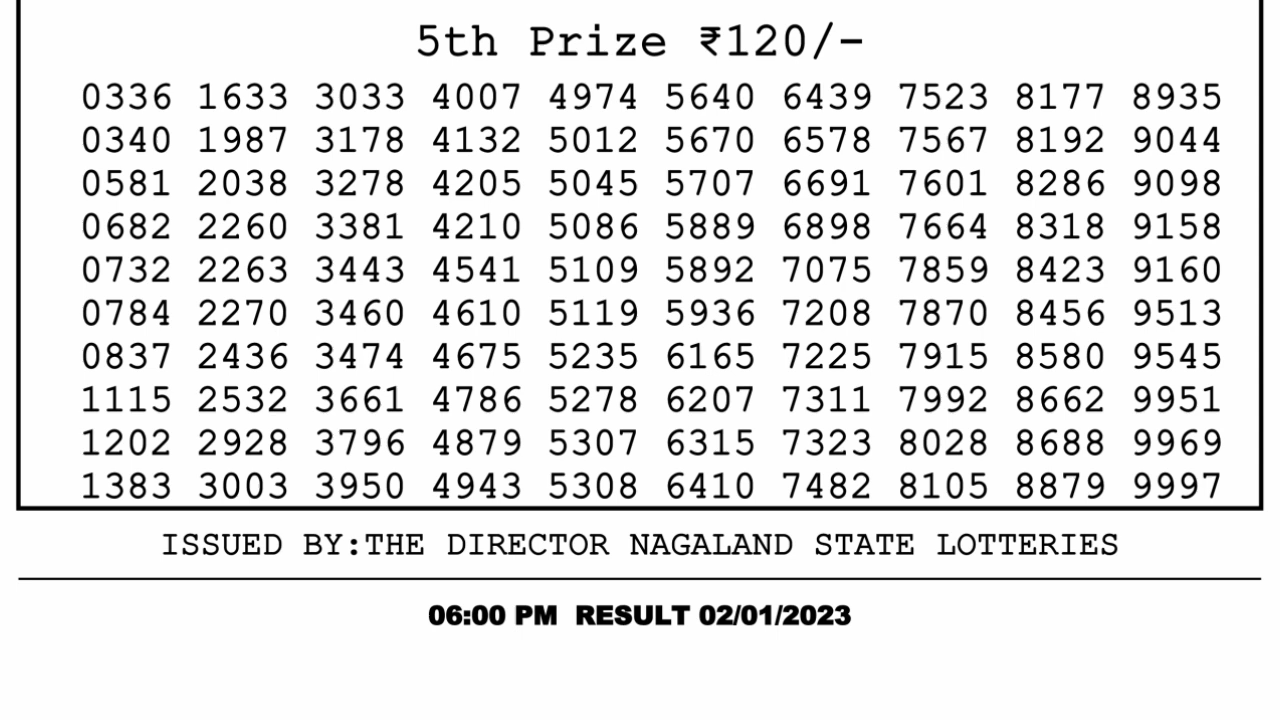 5th Prize ₹120/-
0336 1633 3033 4007 4974 5640 6439 7523 8177 8935
0340 1987 3178 4132 5012 5670 6578 7567 8192 9044
0581 2038 3278 4205 5045 5707 6691 7601 8286 9098
0682 2260 3381 4210 5086 5889 6898 7664 8318 9158
0732 2263 3443 4541 5109 5892 7075 7859 8423 9160
0784 2270 3460 4610 5119 5936 7208 7870 8456 9513
0837 2436 3474 4675 5235 6165 7225 7915 8580 9545
1115 2532 3661 4786 5278 6207 7311 7992 8662 9951
1202 2928 3796 4879 5307 6315 7323 8028 8688 9969
1383 3003 3950 4943 5308 6410 7482 8105 8879 9997
ISSUED BY:THE DIRECTOR NAGALAND STATE LOTTERIES
06:00 PM RESULT 02/01/2023